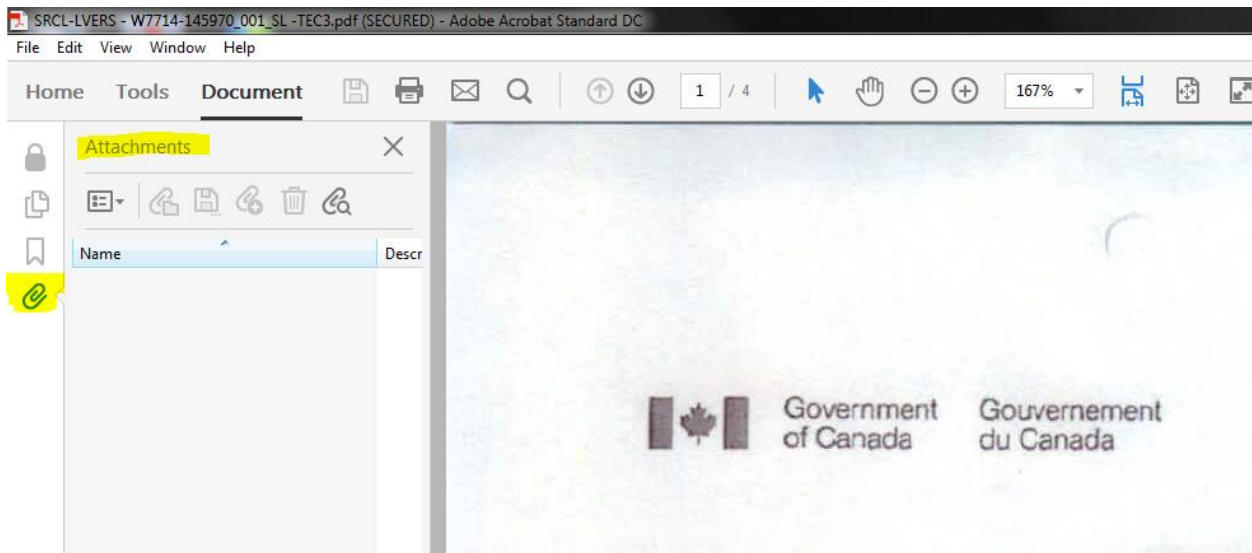 SRCL-LVERS - W7714-145970_001_SL -TEC3.pdf (SECURED) - Adobe Acrobat Standard DC
File Edit View Window Help
Home Tools Document 1 / 4 167%
Attachments
Name Descr
Government Gouvernement
of Canada du Canada